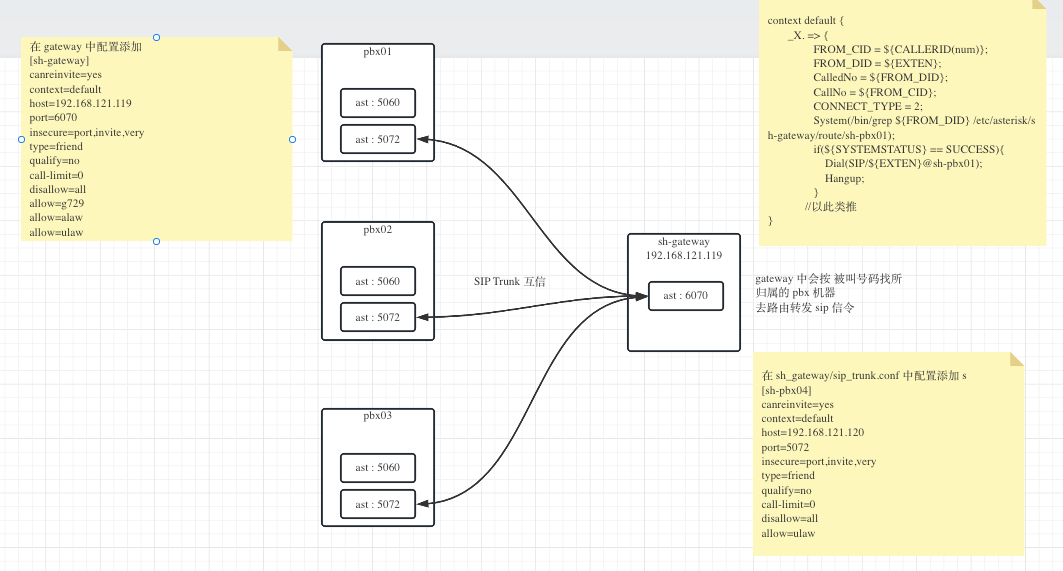 在 gateway 中配置添加
[sh-gateway]
canreinvite=yes
context=default
host=192.168.121.119
port=6070
insecure=port,invite,very
type=friend
qualify=no
call-limit=0
disallow=all
allow=g729
allow=alaw
allow=ulaw
pbx01
ast : 5060
ast : 5072
pbx02
ast : 5060
ast : 5072
pbx03
ast : 5060
ast : 5072
SIP Trunk 互信
sh-gateway
192.168.121.119
ast : 6070
context default {
_X. => {
FROM_CID = ${CALLERID(num)};
FROM_DID = ${EXTEN};
CalledNo = ${FROM_DID};
CallNo = ${FROM_CID};
CONNECT_TYPE = 2;
System(/bin/grep ${FROM_DID} /etc/asterisk/s
h-gateway/route/sh-pbx01);
if(${SYSTEMSTATUS} == SUCCESS){
Dial(SIP/${EXTEN}@sh-pbx01);
Hangup;
}
//以此类推
}
gateway 中会按 被叫号码找所
归属的 pbx 机器
去路由转发 sip 信令
在 sh_gateway/sip_trunk.conf 中配置添加 s
[sh-pbx04]
canreinvite=yes
context=default
host=192.168.121.120
port=5072
insecure=port,invite,very
type=friend
qualify=no
call-limit=0
disallow=all
allow=ulaw